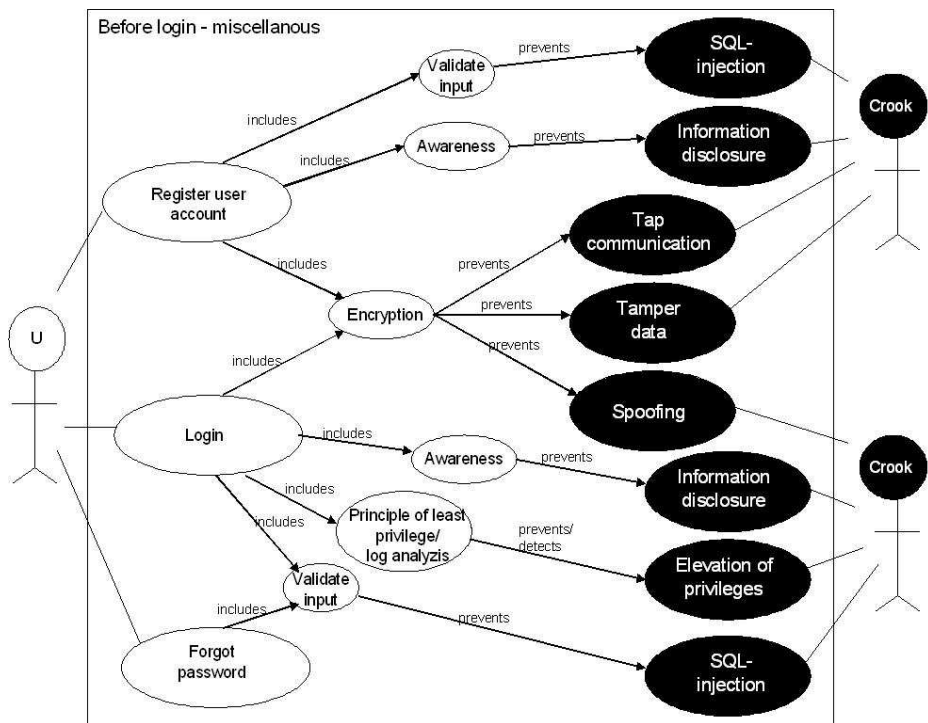 Before login - miscellanous
prevents
SQL-
injection
Validate
input
Crook
includes
Awareness
prevents
Information
disclosure
includes
Register user
account
Tap
communication
includes
prevents
Encryption
prevents
Tamper
data
U
prevents
includes
Spoofing
Login
includes
Awareness
prevents
Information
disclosure
Crook
includes
Principle of least
privilege/
log analyzis
prevents/
detects
Elevation of
privileges
includes
Validate
input
includes
prevents
Forgot
password
SQL-
injection